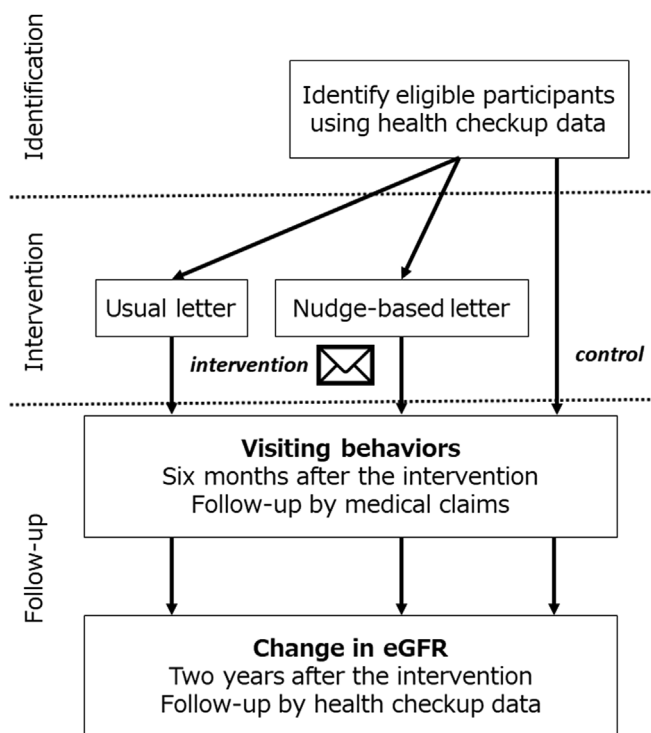 Identification
Identify eligible participants
using health checkup data
Intervention
Usual letter
Nudge-based letter
intervention
control
Follow-up
Visiting behaviors
Six months after the intervention
Follow-up by medical claims
Change in eGFR
Two years after the intervention
Follow-up by health checkup data